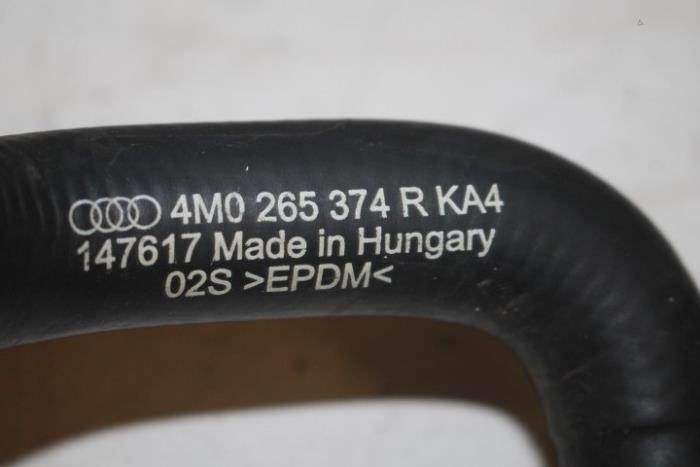 4M0 265 374 R KA4
147617 Made in Hungary
02S >EPDM<